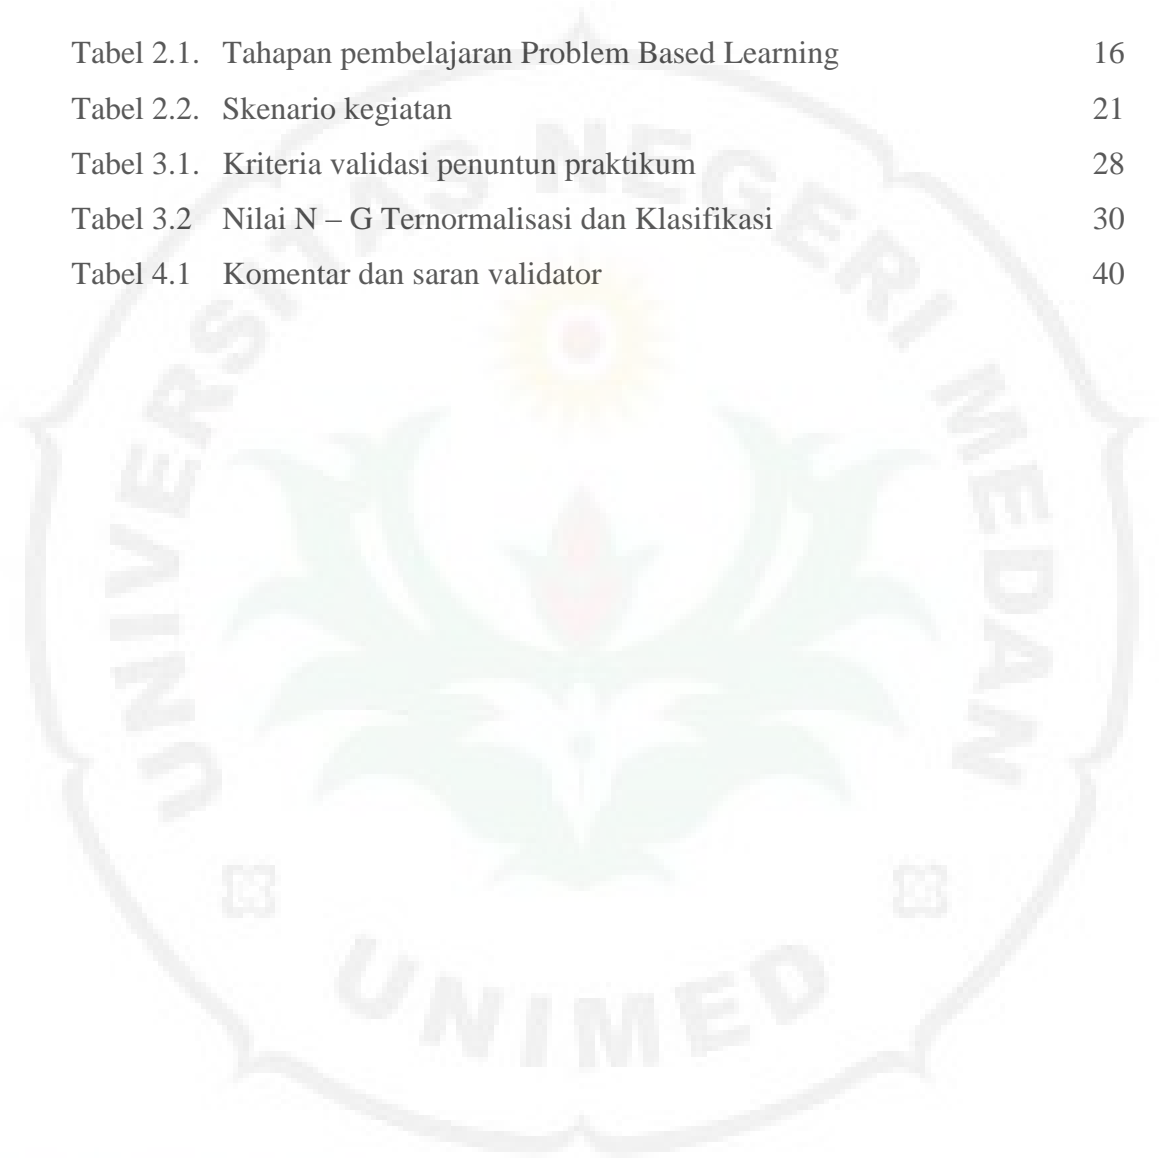 Tabel 2.1. Tahapan pembelajaran Problem Based Learning 16
Tabel 2.2. Skenario kegiatan 21
Tabel 3.1. Kriteria validasi penuntun praktikum 28
Tabel 3.2 Nilai N – G Ternormalisasi dan Klasifikasi 30
Tabel 4.1 Komentar dan saran validator 40
UNIVERSITAS NEGERI MEDAN
UNIMED